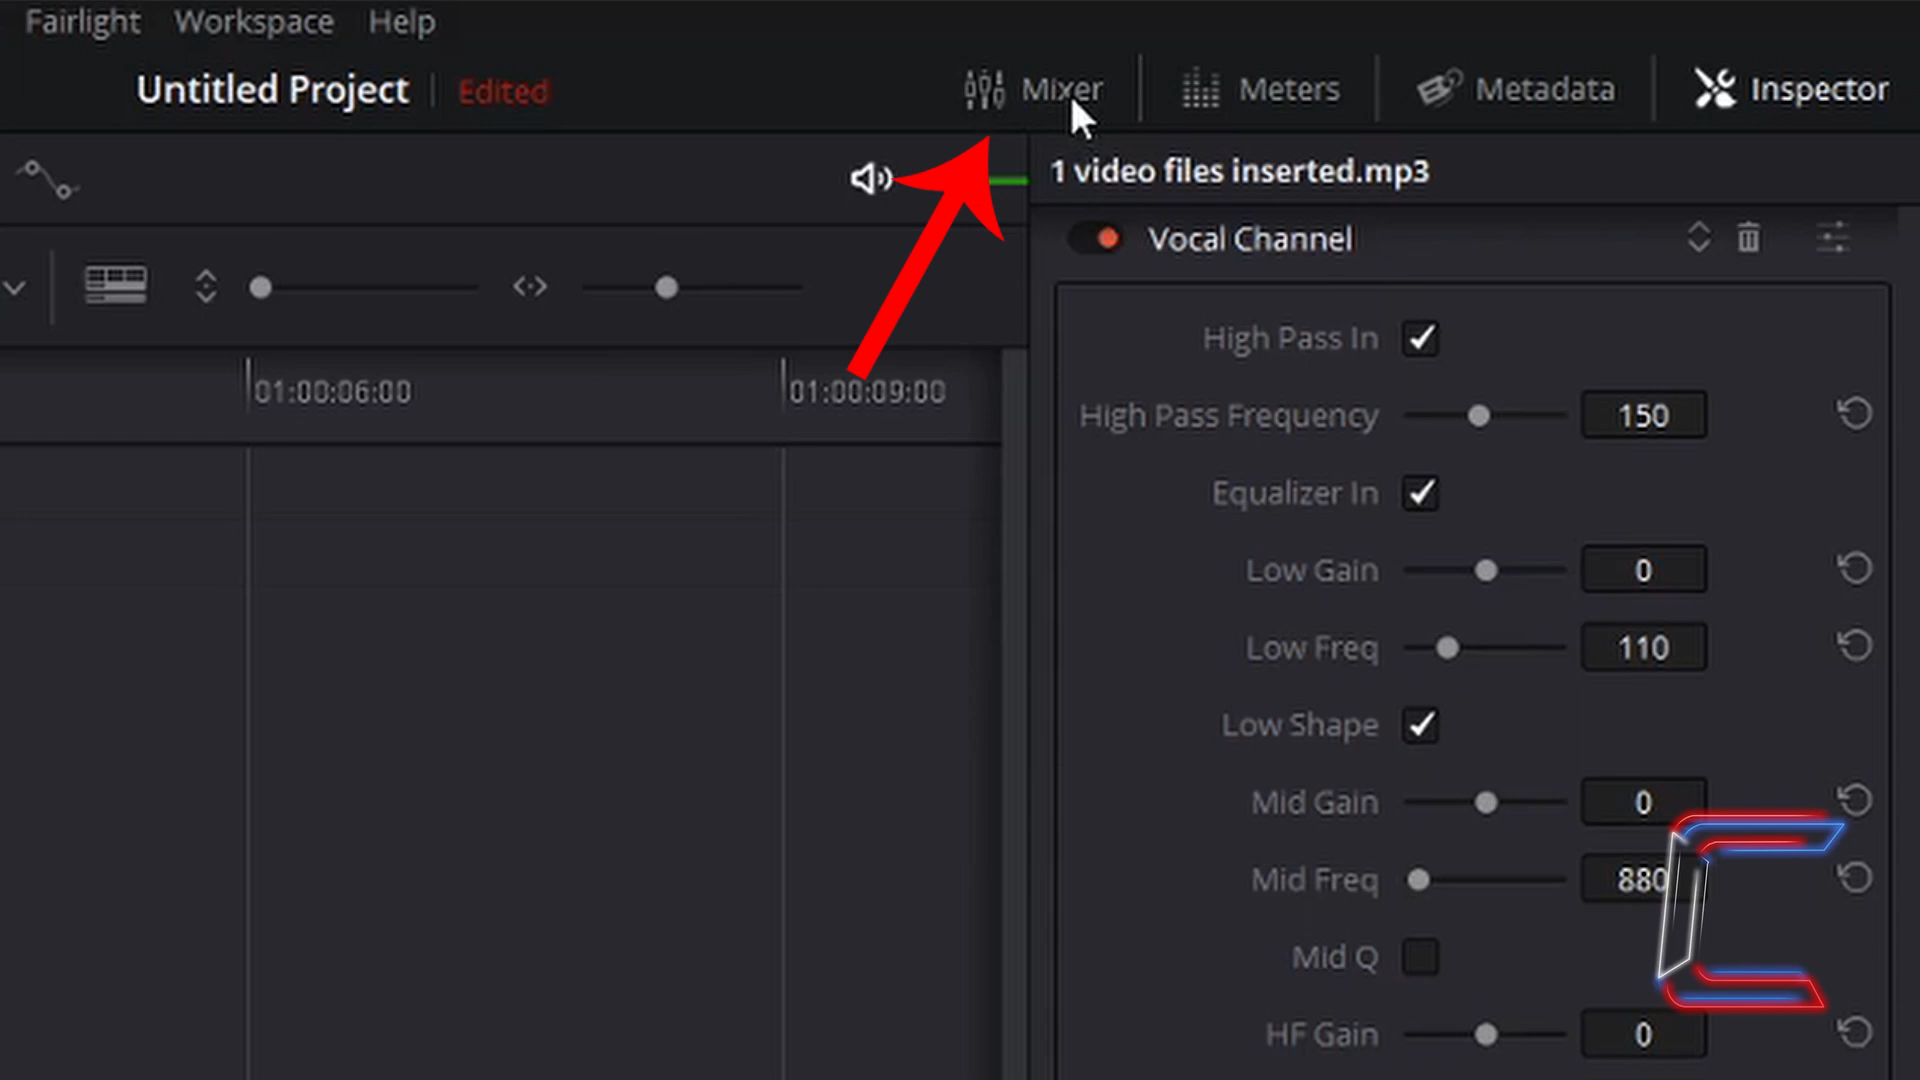 Fairlight Workspace Help
Untitled Project Edited
Mixer Meters Metadata Inspector
1 video files inserted.mp3
Vocal Channel
01:00:06:00 01:00:09:00
High Pass In
High Pass Frequency 150
Equalizer In
Low Gain 0
Low Freq 110
Low Shape
Mid Gain 0
Mid Freq 880
Mid Q
HF Gain 0